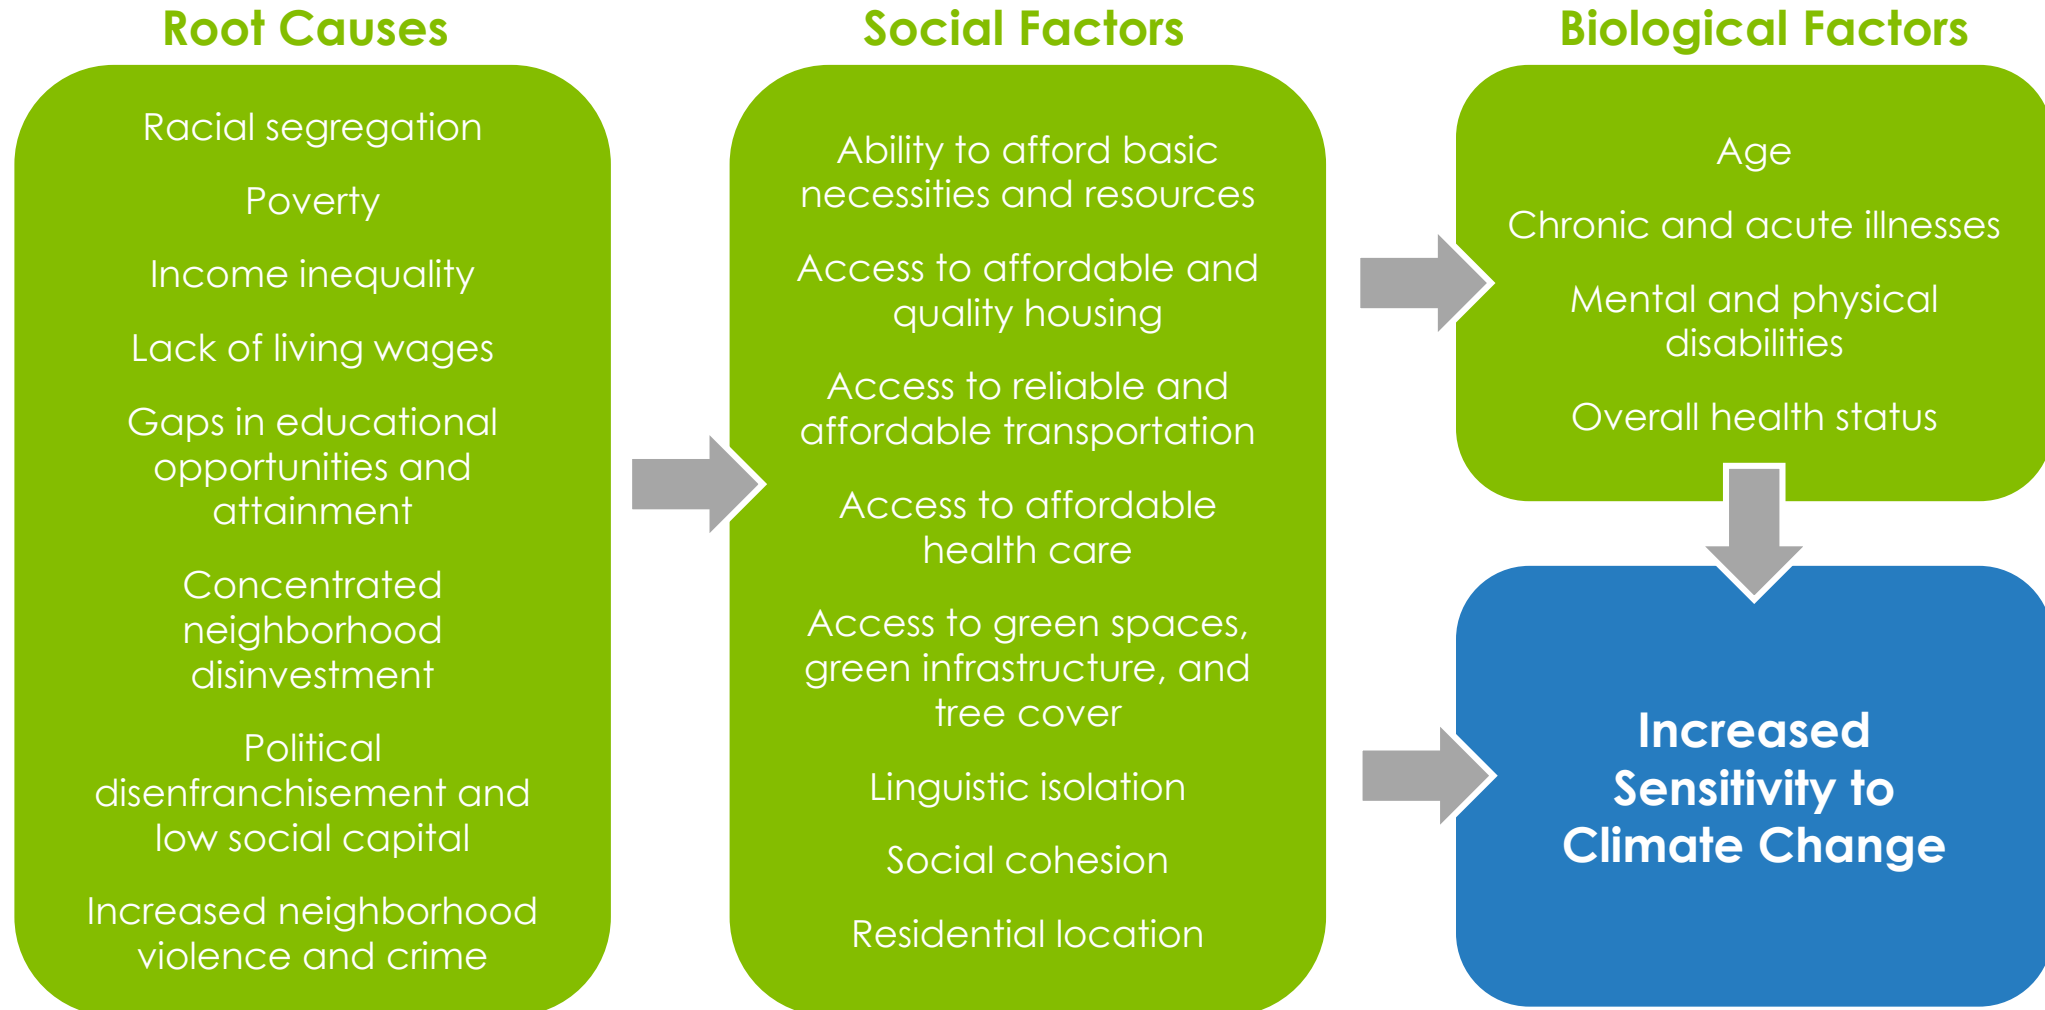 Root Causes
Racial segregation
Poverty
Income inequality
Lack of living wages
Gaps in educational
opportunities and
attainment
Concentrated
neighborhood
disinvestment
Political
disenfranchisement and
low social capital
Increased neighborhood
violence and crime
Social Factors
Ability to afford basic
necessities and resources
Access to affordable and
quality housing
Access to reliable and
affordable transportation
Access to affordable
health care
Access to green spaces,
green infrastructure, and
tree cover
Linguistic isolation
Social cohesion
Residential location
Biological Factors
Age
Chronic and acute illnesses
Mental and physical
disabilities
Overall health status
Increased
Sensitivity to
Climate Change